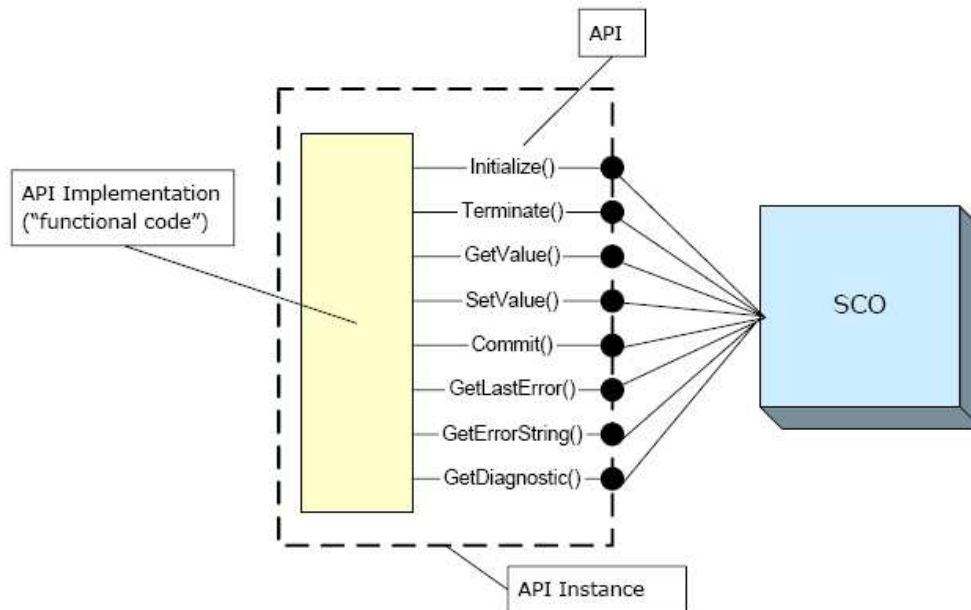 API
API Implementation
(“functional code”)
Initialize()
Terminate()
GetValue()
SetValue()
Commit()
GetLastError()
GetErrorString()
GetDiagnostic()
SCO
API Instance